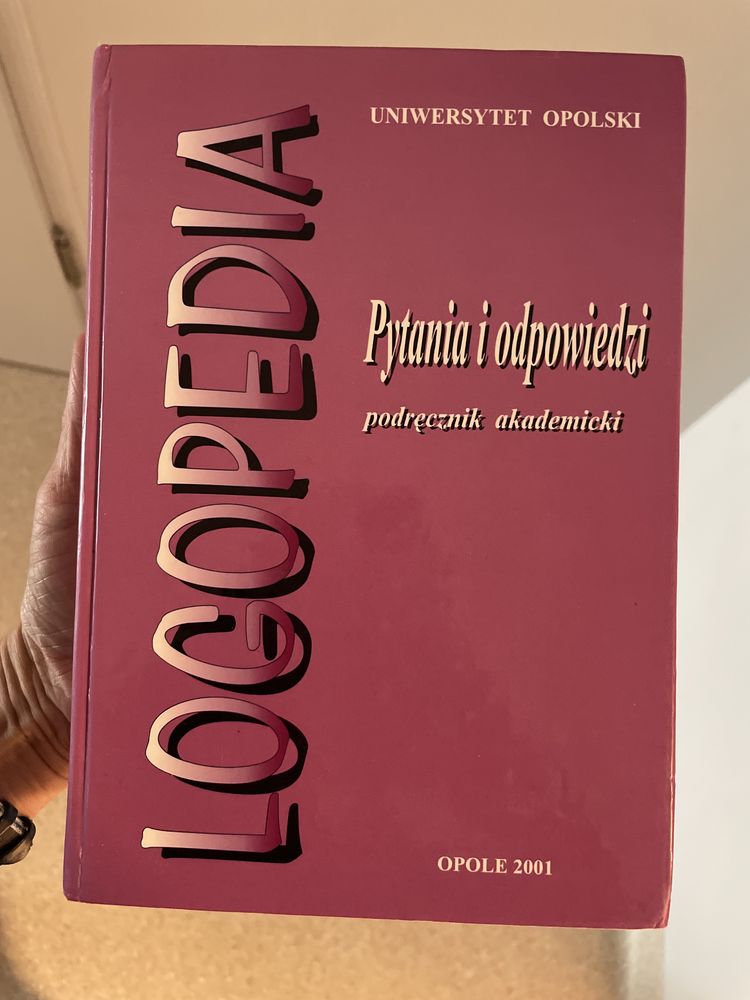 LOGOPEDIA
UNIWERSYTET OPOLSKI
Pytania i odpowiedzi
podręcznik akademicki
OPOLE 2001